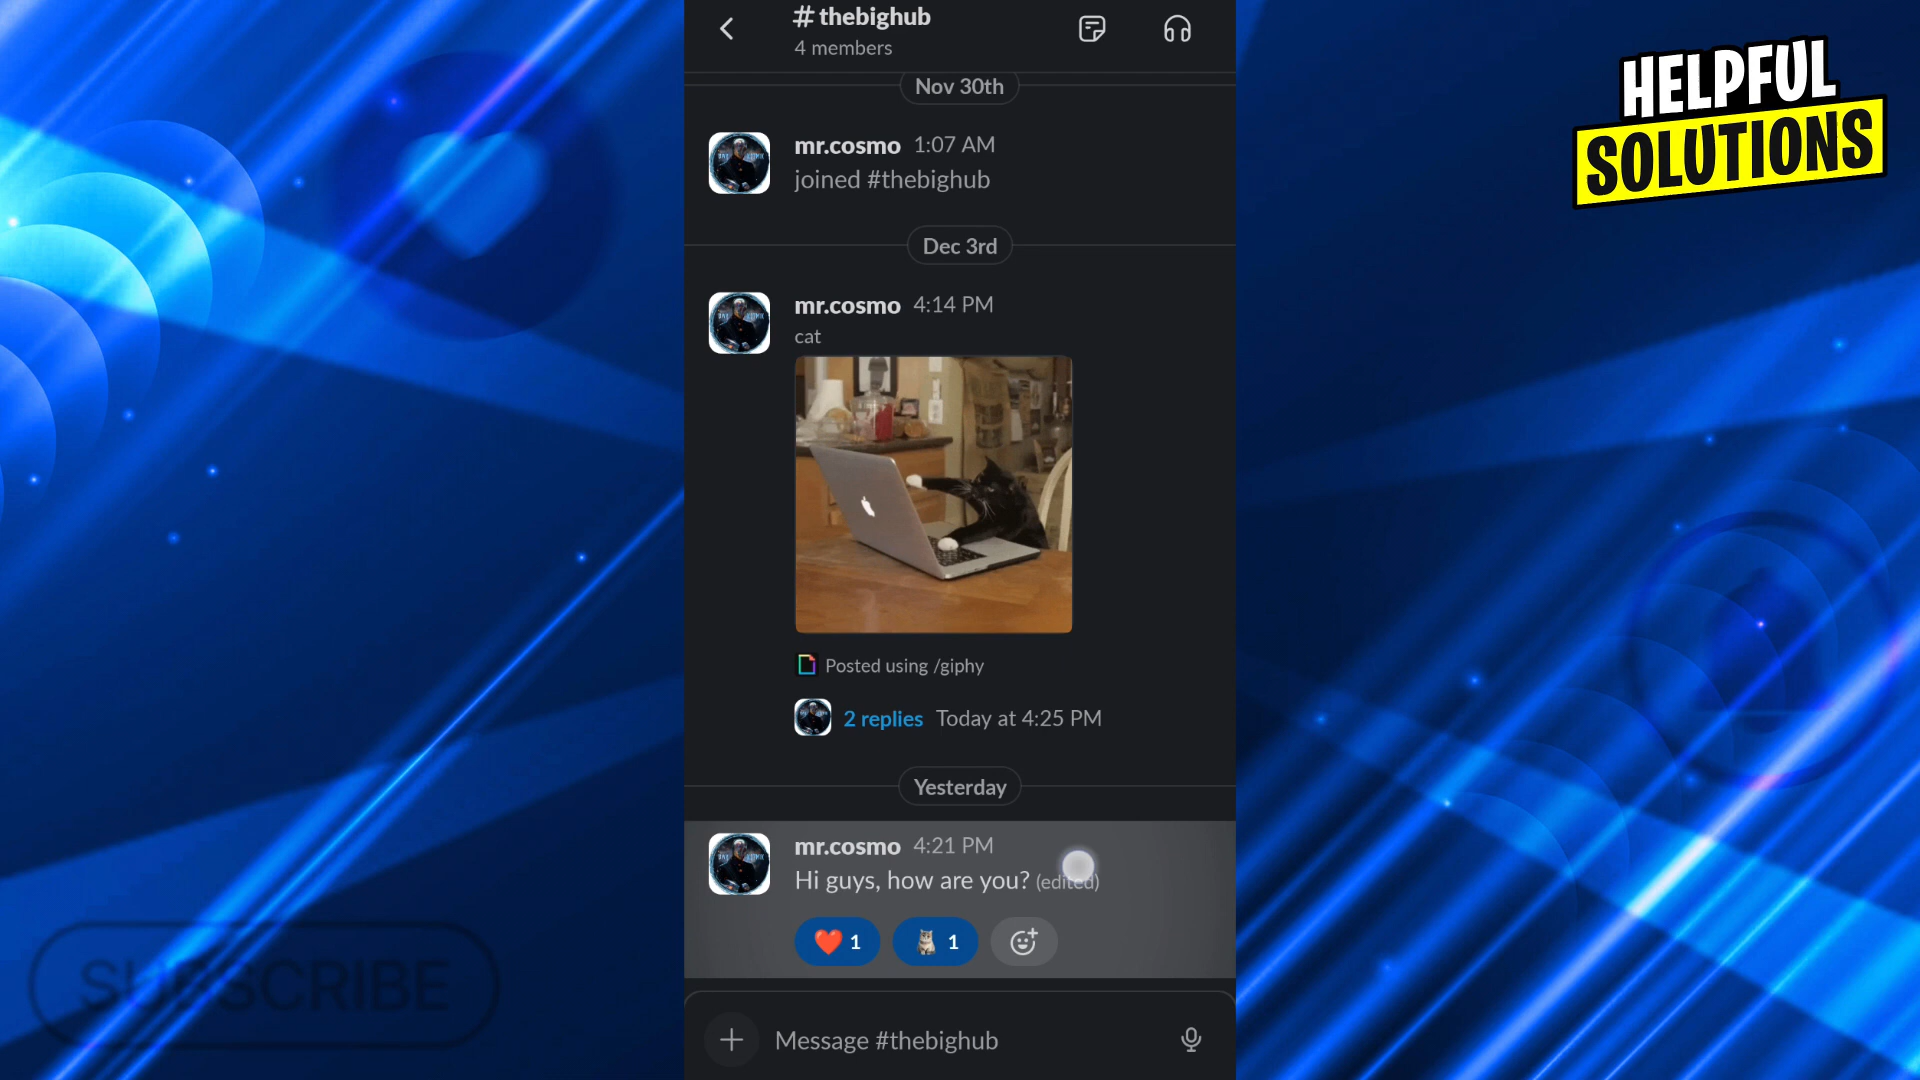 #thebighub
4 members
HELPFUL
SOLUTIONS
Nov 30th
mr.cosmo 1:07 AM
joined #thebighub
Dec 3rd
mr.cosmo 4:14 PM
cat
Posted using /giphy
2 replies Today at 4:25 PM
Yesterday
mr.cosmo 4:21 PM
Hi guys, how are you? (edited)
1 1
SUBSCRIBE
Message #thebighub